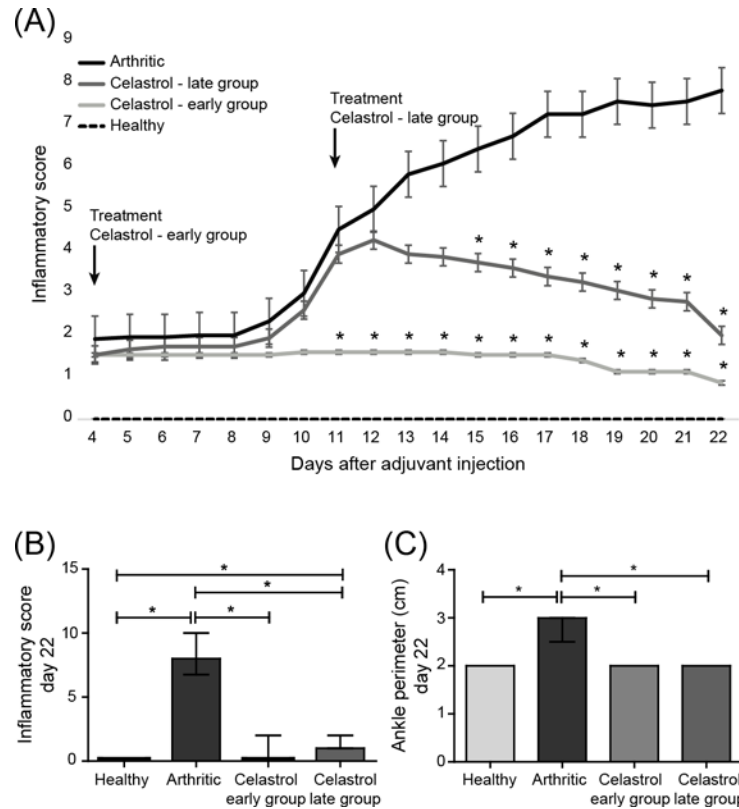 (A)
9
8
7
6
5
4
3
2
1
0
Inflammatory score
Arthritic
Celastrol - late group
Celastrol - early group
Healthy
Treatment
Celastrol - late group
Treatment
Celastrol - early group
* * * * * * * *
* * * * * * * * * * * *
4 5 6 7 8 9 10 11 12 13 14 15 16 17 18 19 20 21 22
Days after adjuvant injection
(B)
Inflammatory score
day 22
15
10
5
0
*
*
* *
Healthy Arthritic Celastrol Celastrol
early group late group
(C)
Ankle perimeter (cm)
day 22
4
3
2
1
0
*
* *
Healthy Arthritic Celastrol Celastrol
early group late group